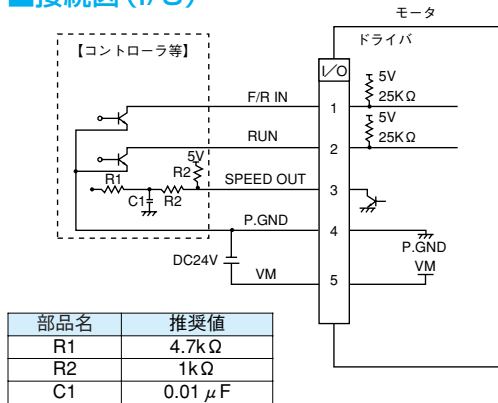 ■接続図(I/O)
モータ
ドライバ
【コントローラ等】
I/O
5V
25KΩ
F/R IN
1
5V
25KΩ
RUN
2
5V
R2
R1
SPEED OUT
3
C1
R2
P.GND
4
P.GND
DC24V
VM
VM
5
部品名 推奨値
R1 4.7kΩ
R2 1kΩ
C1 0.01μF